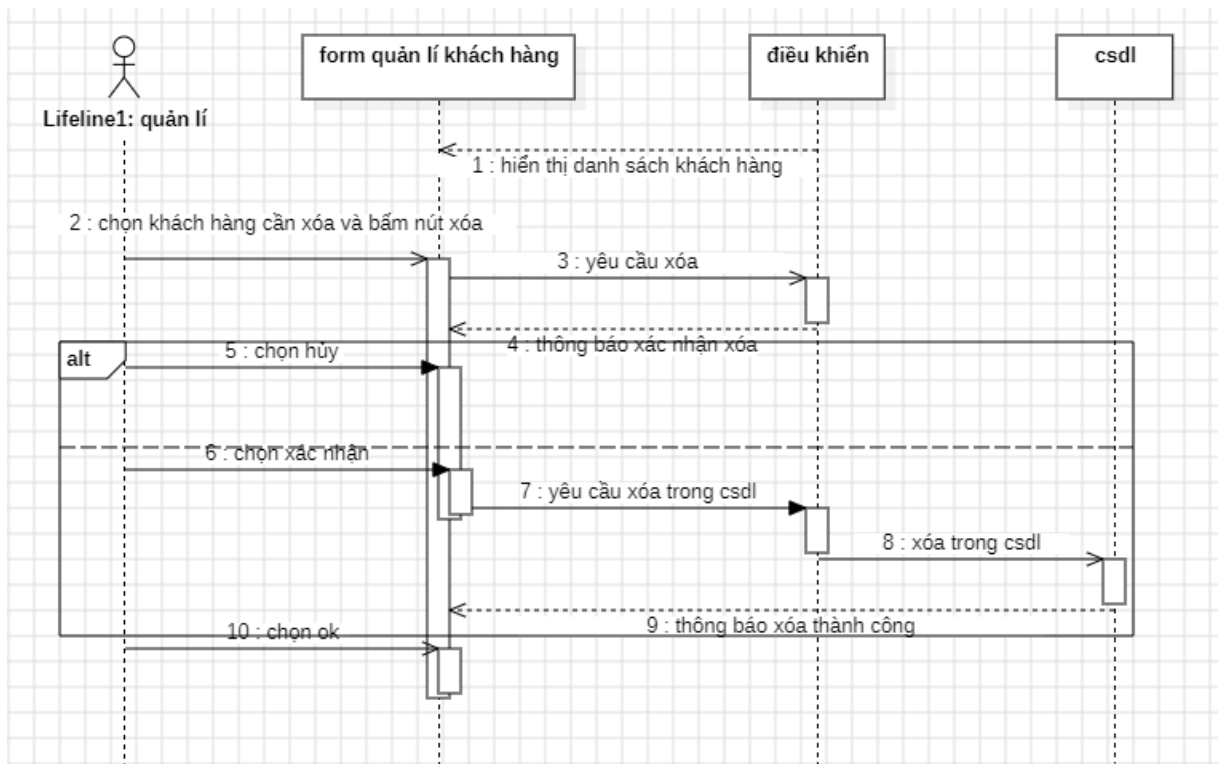 form quản lí khách hàng
điều khiển
csdl
Lifeline1: quản lí
1 : hiển thị danh sách khách hàng
2 : chọn khách hàng cần xóa và bấm nút xóa
3 : yêu cầu xóa
4 : thông báo xác nhận xóa
alt
5 : chọn hủy
6 : chọn xác nhận
7 : yêu cầu xóa trong csdl
8 : xóa trong csdl
9 : thông báo xóa thành công
10 : chọn ok